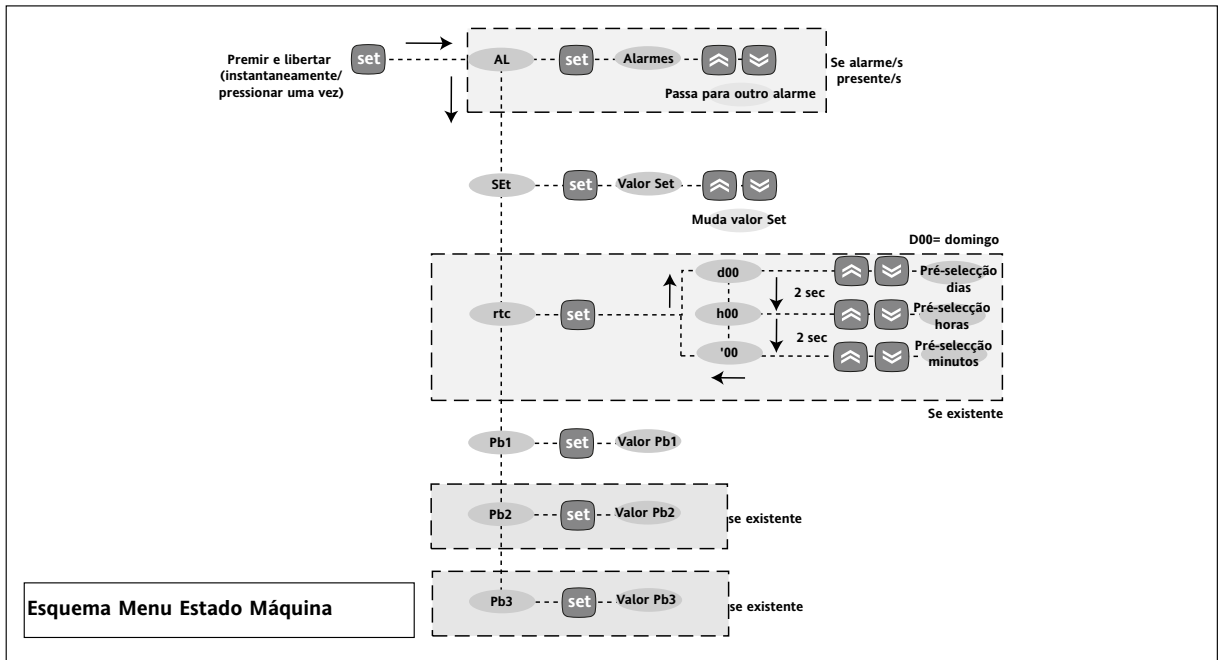 Premir e libertar
(instantaneamente/
pressionar uma vez)
set
AL
set
Alarmes
Passa para outro alarme
Se alarme/s
presente/s
SEt
set
Valor Set
Muda valor Set
D00= domingo
rtc
set
d00
2 sec
Pré-selecção
dias
h00
2 sec
Pré-selecção
horas
'00
Pré-selecção
minutos
Se existente
Pb1
set
Valor Pb1
Pb2
set
Valor Pb2
se existente
Pb3
set
Valor Pb3
se existente
Esquema Menu Estado Máquina